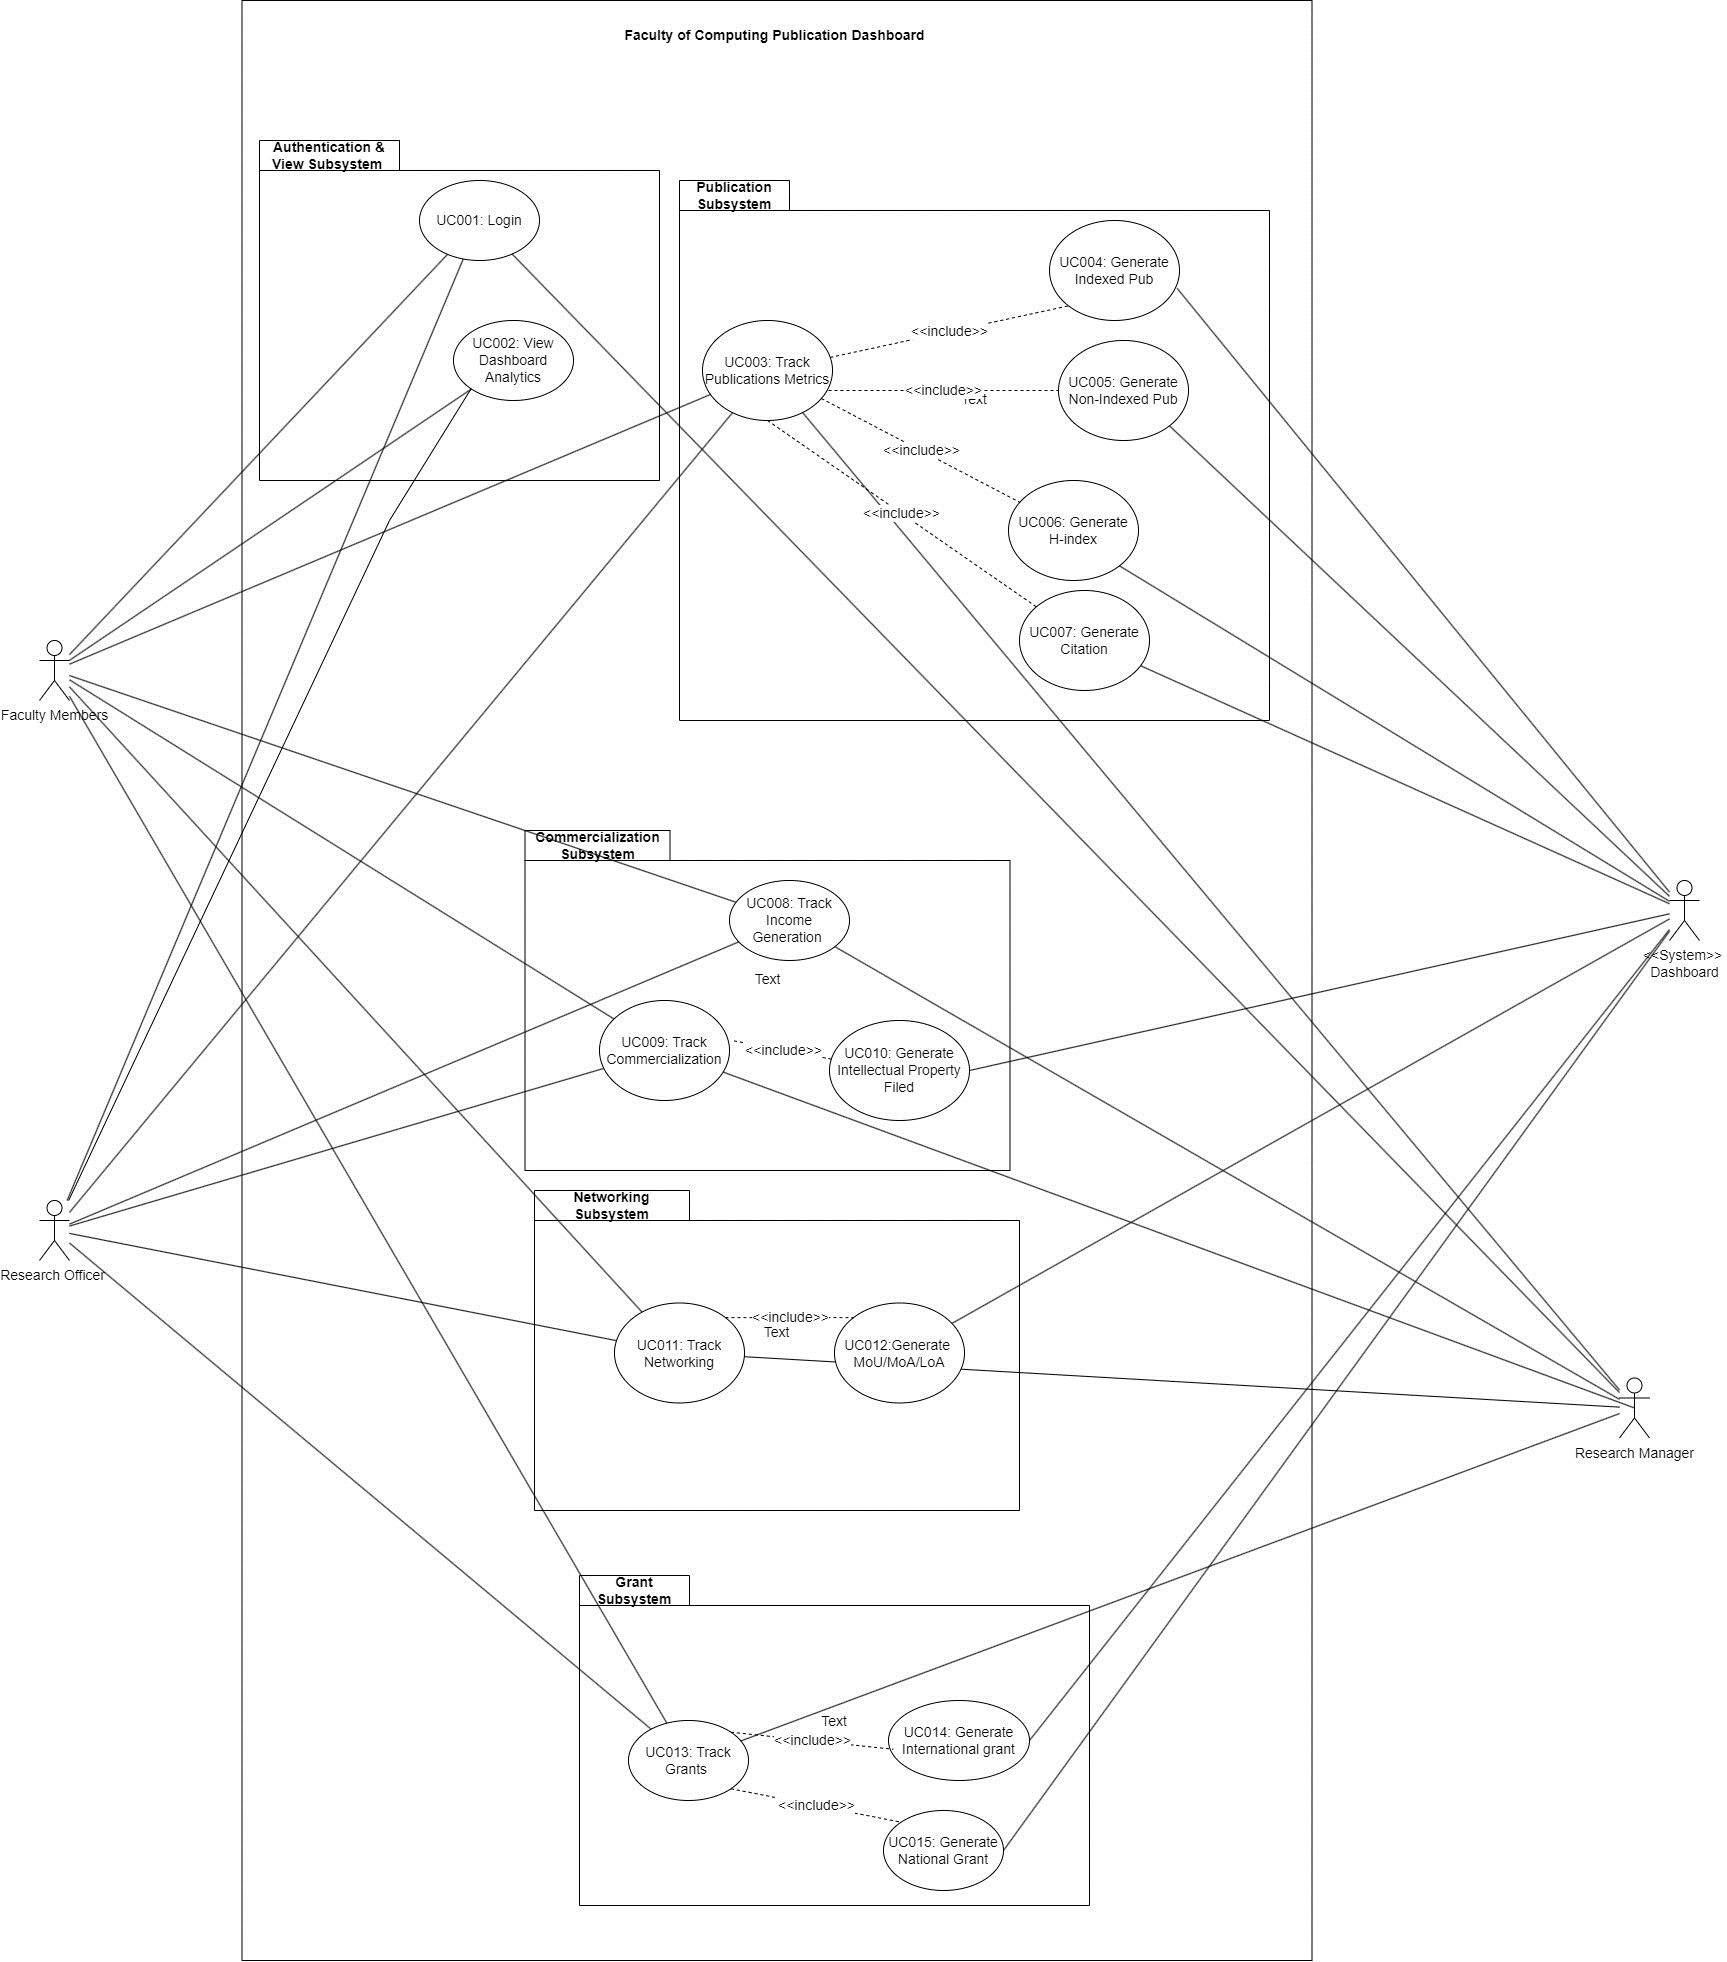 Faculty of Computing Publication Dashboard
Authentication &
View Subsystem
UC001: Login
UC002: View
Dashboard
Analytics
Publication
Subsystem
UC003: Track
Publications Metrics
<<include>>
<<include>>
Text
<<include>>
<<include>>
UC004: Generate
Indexed Pub
UC005: Generate
Non-Indexed Pub
UC006: Generate
H-index
UC007: Generate
Citation
Faculty Members
Commercialization
Subsystem
UC008: Track
Income
Generation
Text
UC009: Track
Commercialization
<<include>>
UC010: Generate
Intellectual Property
Filed
<<System>>
Dashboard
Research Officer
Networking
Subsystem
UC011: Track
Networking
<<include>>
Text
UC012:Generate
MoU/MoA/LoA
Research Manager
Grant
Subsystem
UC013: Track
Grants
Text
<<include>>
<<include>>
UC014: Generate
International grant
UC015: Generate
National Grant